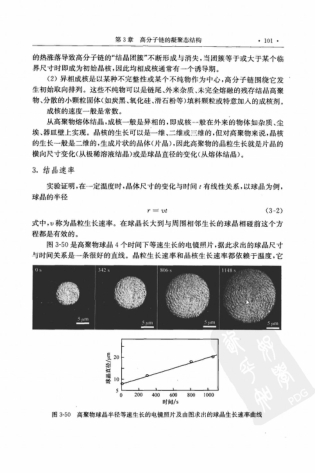 第3章 高分子的凝聚态结构 · 101 ·
的热涨落导致高分子链的“结晶团簇”不断形成与消失,当团簇等于或大于某个临
界尺寸时即成为初始晶核,因此均相成核通常有一个诱导期。
(2) 异相成核是以某种不完整性或某个不纯物作为中心,高分子链围绕它发
生初始取向排列。这些不纯物可以是链尾、外来杂质、未完全熔融的残存结晶高聚
物、分散的小颗粒固体(如炭黑、氧化硅、滑石粉等)填料颗粒或特意加入的成核剂。
成核的速度一般是常数。
从高聚物熔体结晶,成核一般是异相的,即成核一般在外来的物体如杂质、尘
埃、器皿壁上实现。晶核的生长可以是一维、二维或三维的,但对高聚物来说,晶核
的生长一般是二维的,生成片状的晶体(片晶),因此高聚物的晶粒生长就是片晶的
横向尺寸变化(从极稀溶液结晶)或是球晶直径的变化(从熔体结晶)。
3. 结晶速率
实验证明,在一定温度时,晶体尺寸的变化与时间 t 有线性关系,以球晶为例,
球晶的半径
r = vt (3-2)
式中,v 称为晶粒生长速率。在球晶长大到与周围相邻生长的球晶相碰前这个方
程都是有效的。
图 3-50 是高聚物球晶 4 个时间下等速生长的电镜照片,据此求出的球晶尺寸
与时间关系是一条很好的直线。晶粒生长速率和晶核生长速率都依赖于温度,它
0 s 342 s 806 s 1148 s
5 μm 5 μm 5 μm 5 μm
球晶直径/μm
20
10
5
0 200 400 600 800 1000
时间/s
图 3-50 高聚物球晶半径等速生长的电镜照片及由图求出的球晶生长速率曲线